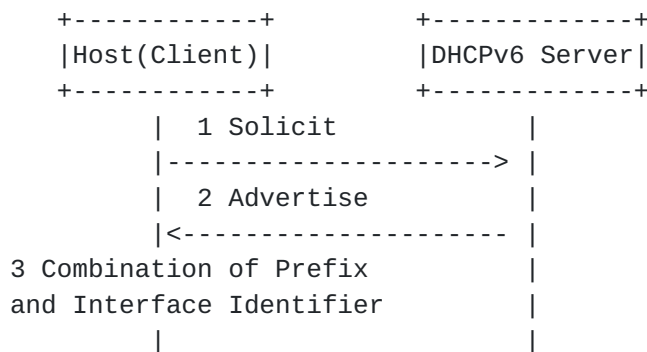 +------------+ +-------------+
|Host(Client)| |DHCPv6 Server|
+------------+ +-------------+
| 1 Solicit |
|---------------------> |
| 2 Advertise |
|<--------------------- |
3 Combination of Prefix |
and Interface Identifier |
| |